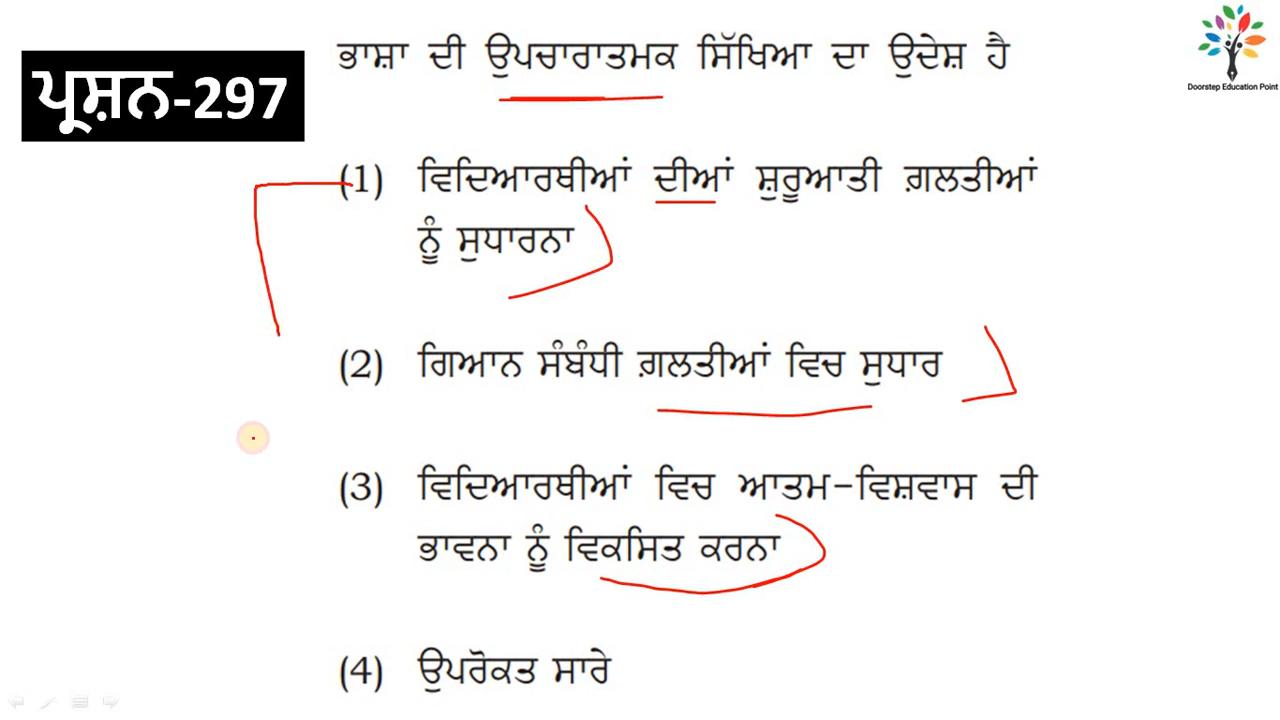 ਭਾਸ਼ਾ ਦੀ ਉਪਚਾਰਾਤਮਕ ਸਿੱਖਿਆ ਦਾ ਉਦੇਸ਼ ਹੈ
Doorstep Education Point
ਪ੍ਰਸ਼ਨ-297
(1) ਵਿਦਿਆਰਥੀਆਂ ਦੀਆਂ ਸ਼ੁਰੂਆਤੀ ਗ਼ਲਤੀਆਂ
ਨੂੰ ਸੁਧਾਰਨਾ
(2) ਗਿਆਨ ਸੰਬੰਧੀ ਗ਼ਲਤੀਆਂ ਵਿਚ ਸੁਧਾਰ
(3) ਵਿਦਿਆਰਥੀਆਂ ਵਿਚ ਆਤਮ-ਵਿਸ਼ਵਾਸ ਦੀ
ਭਾਵਨਾ ਨੂੰ ਵਿਕਸਿਤ ਕਰਨਾ
(4) ਉਪਰੋਕਤ ਸਾਰੇ